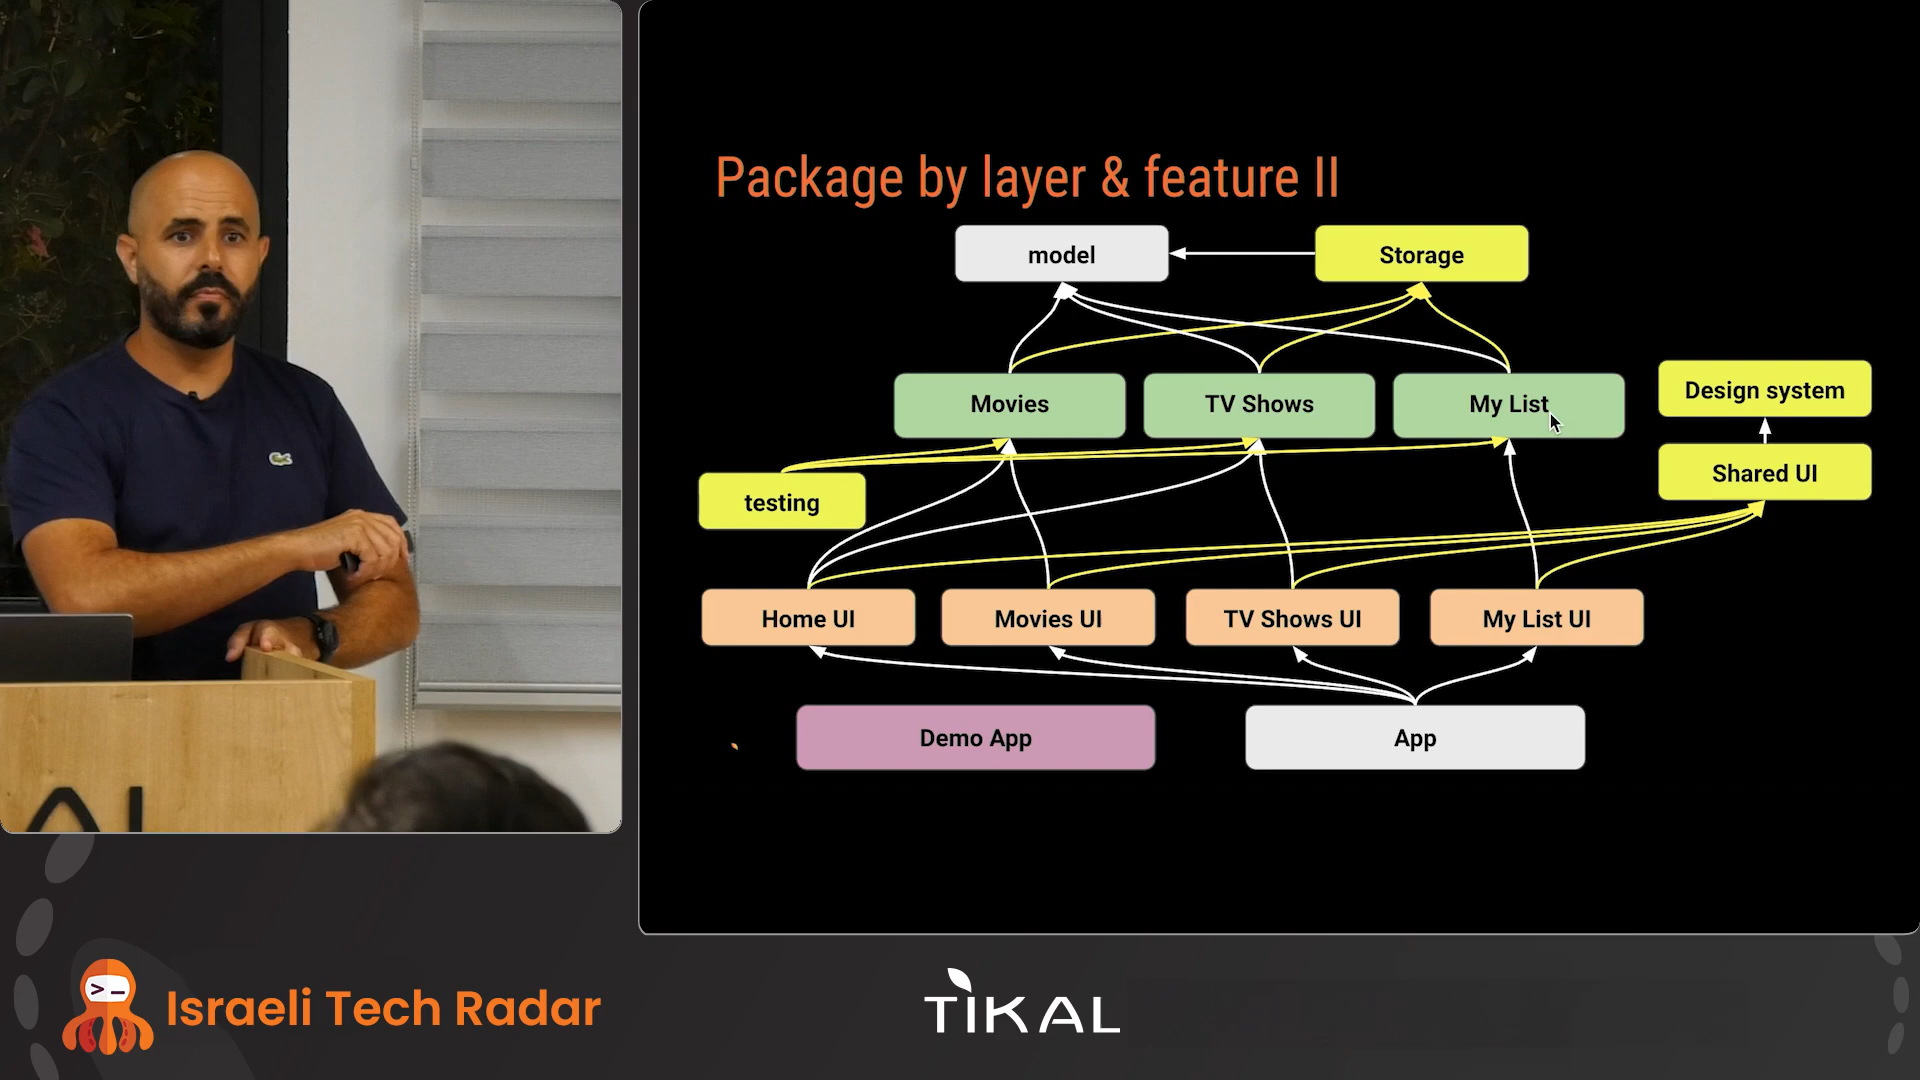 Package by layer & feature II
model
Storage
Movies
TV Shows
My List
Design system
Shared UI
testing
Home UI
Movies UI
TV Shows UI
My List UI
Demo App
App
Israeli Tech Radar
TIKAL